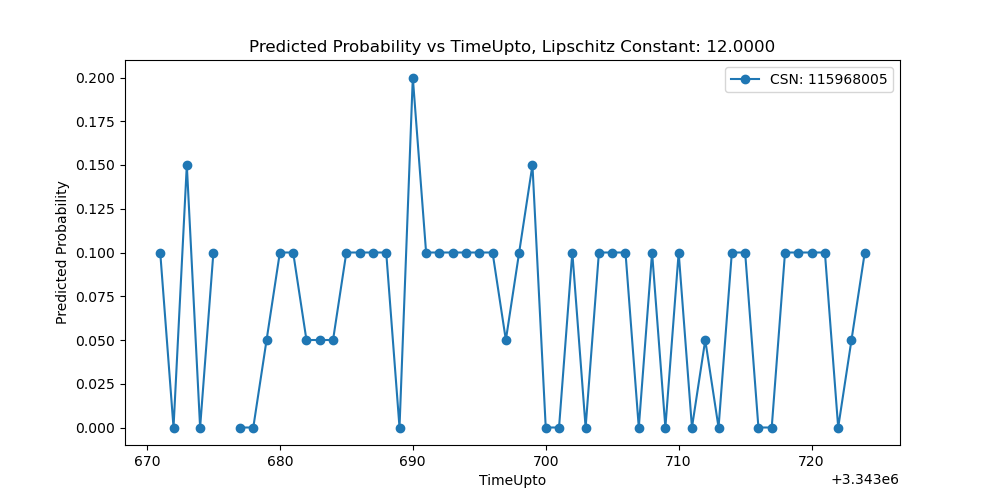 Predicted Probability vs TimeUpto, Lipschitz Constant: 12.0000
CSN: 115968005
Predicted Probability
0.200
0.175
0.150
0.125
0.100
0.075
0.050
0.025
0.000
670 680 690 700 710 720
TimeUpto
+3.343e6